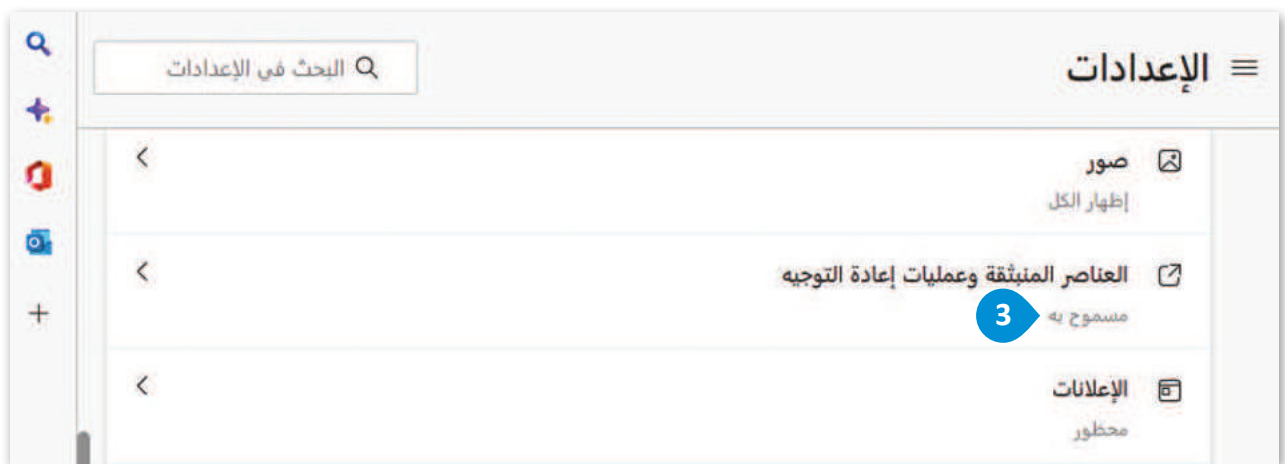 الإعدادات
البحث في الإعدادات
صور
إظهار الكل
العناصر المنبثقة وعمليات إعادة التوجيه
مسموح به
3
الإعلانات
محظور